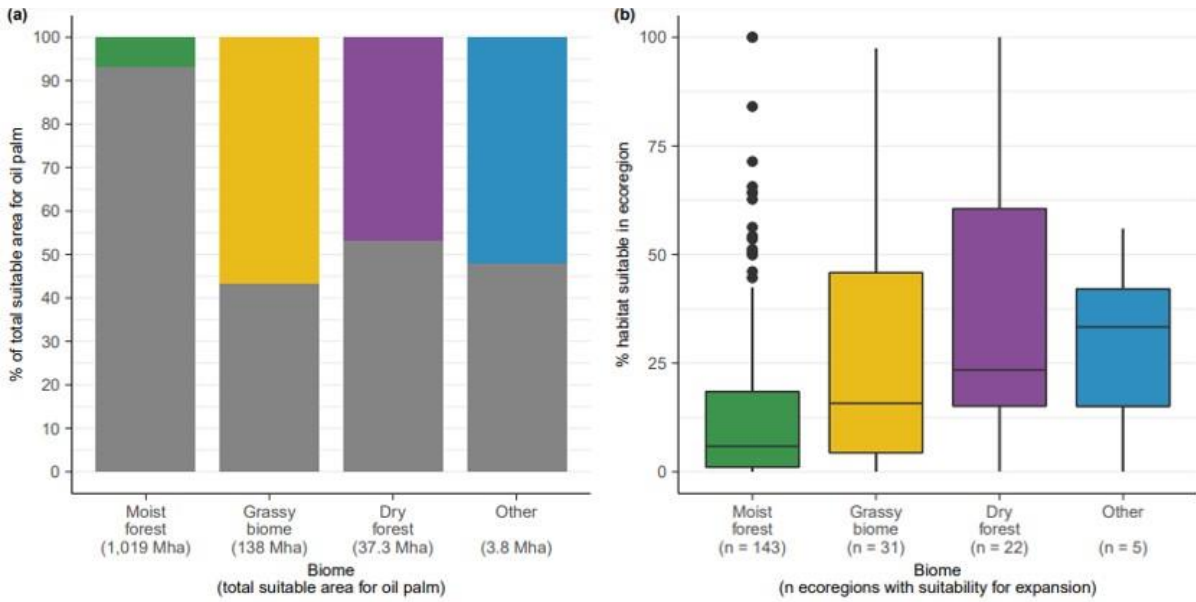 (a)
% of total suitable area for oil palm
100
90
80
70
60
50
40
30
20
10
0
Moist
forest
(1,019 Mha)
Grassy
biome
(138 Mha)
Dry
forest
(37.3 Mha)
Other
(3.8 Mha)
Biome
(total suitable area for oil palm)
(b)
% habitat suitable in ecoregion
100
75
50
25
0
Moist
forest
(n = 143)
Grassy
biome
(n = 31)
Dry
forest
(n = 22)
Other
(n = 5)
Biome
(n ecoregions with suitability for expansion)